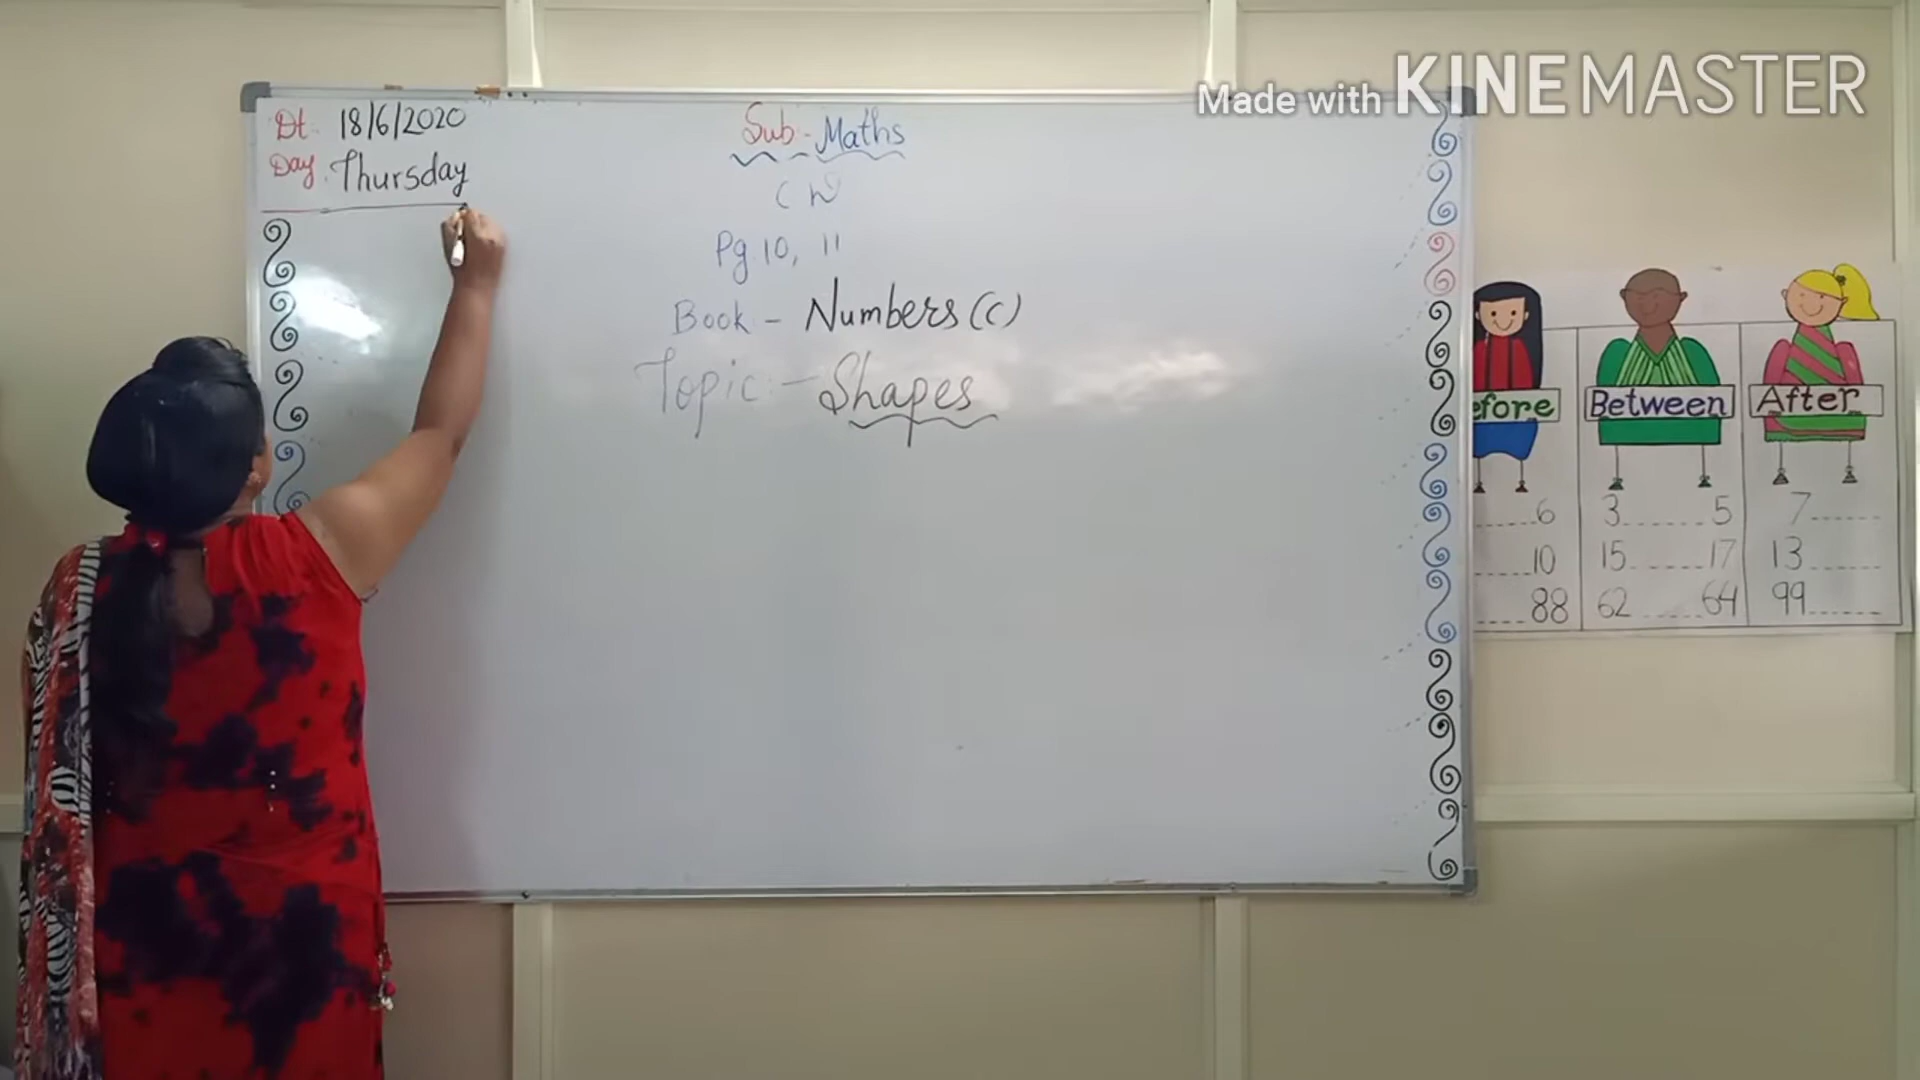 Made with KINEMASTER
Dt. 18/6/2020
Day. Thursday
Sub - Maths
CW
Pg 10, 11
Book - Numbers (C)
Topic :- Shapes
efore Between After
......6 3.......5 7.......
......10 15.......17 13.......
......88 62.......64 99.......